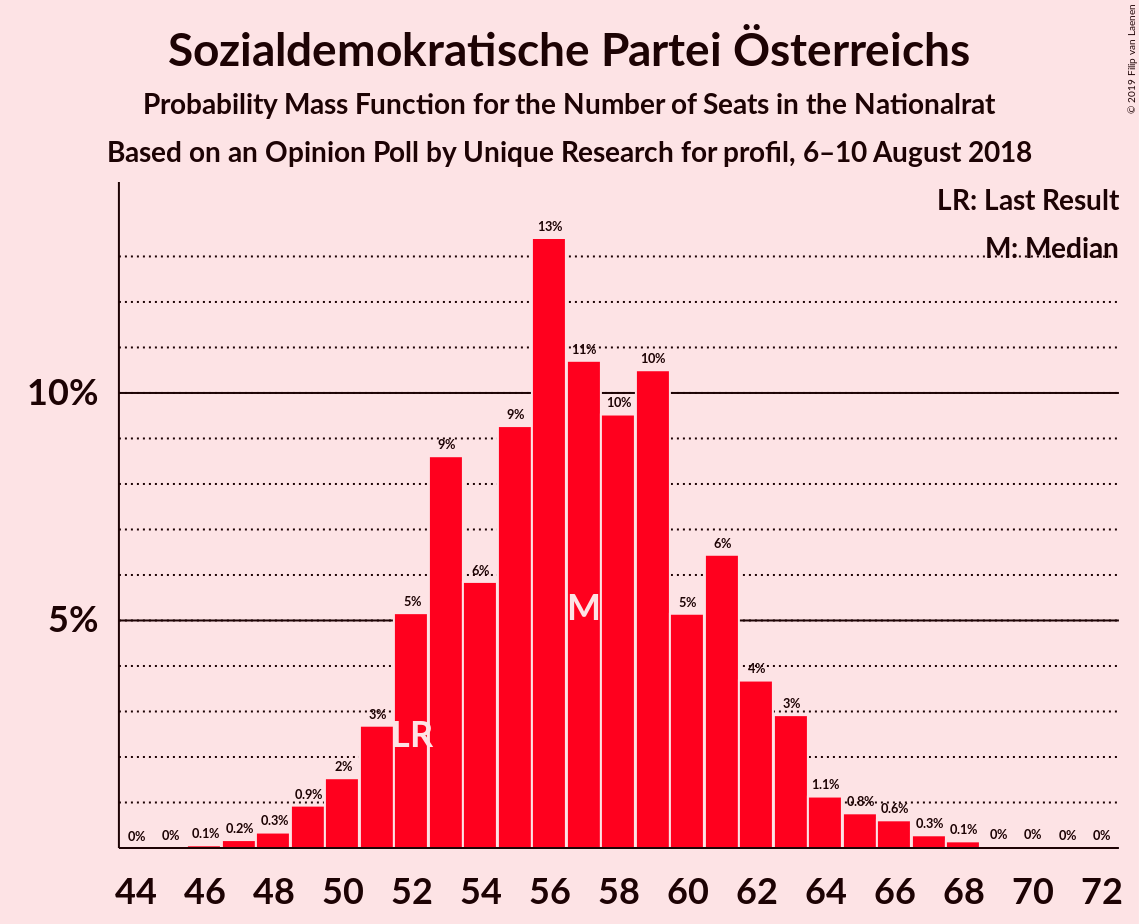 © 2019 Filip van Laenen
Sozialdemokratische Partei Österreichs
Probability Mass Function for the Number of Seats in the Nationalrat
Based on an Opinion Poll by Unique Research for profil, 6–10 August 2018
LR: Last Result
M: Median
10%
5%
0% 0% 0.1% 0.2% 0.3% 0.9% 2% 3% 5% 9% 6% 9% 13% 11% 10% 10% 5% 6% 4% 3% 1.1% 0.8% 0.6% 0.3% 0.1% 0% 0% 0% 0%
M
LR
44 46 48 50 52 54 56 58 60 62 64 66 68 70 72